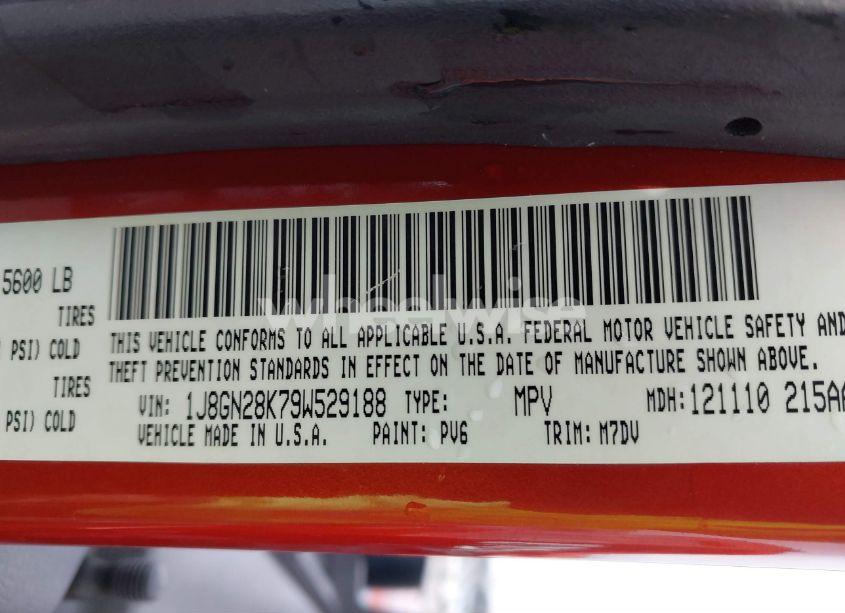 5600 LB
TIRES
PSI) COLD
TIRES
PSI) COLD
THIS VEHICLE CONFORMS TO ALL APPLICABLE U.S.A. FEDERAL MOTOR VEHICLE SAFETY AND
THEFT PREVENTION STANDARDS IN EFFECT ON THE DATE OF MANUFACTURE SHOWN ABOVE.
VIN: 1J8GN28K79W529188 TYPE: MPV MDH: 121110 215AA
VEHICLE MADE IN U.S.A. PAINT: PV6 TRIM: M7DV
wheelwise